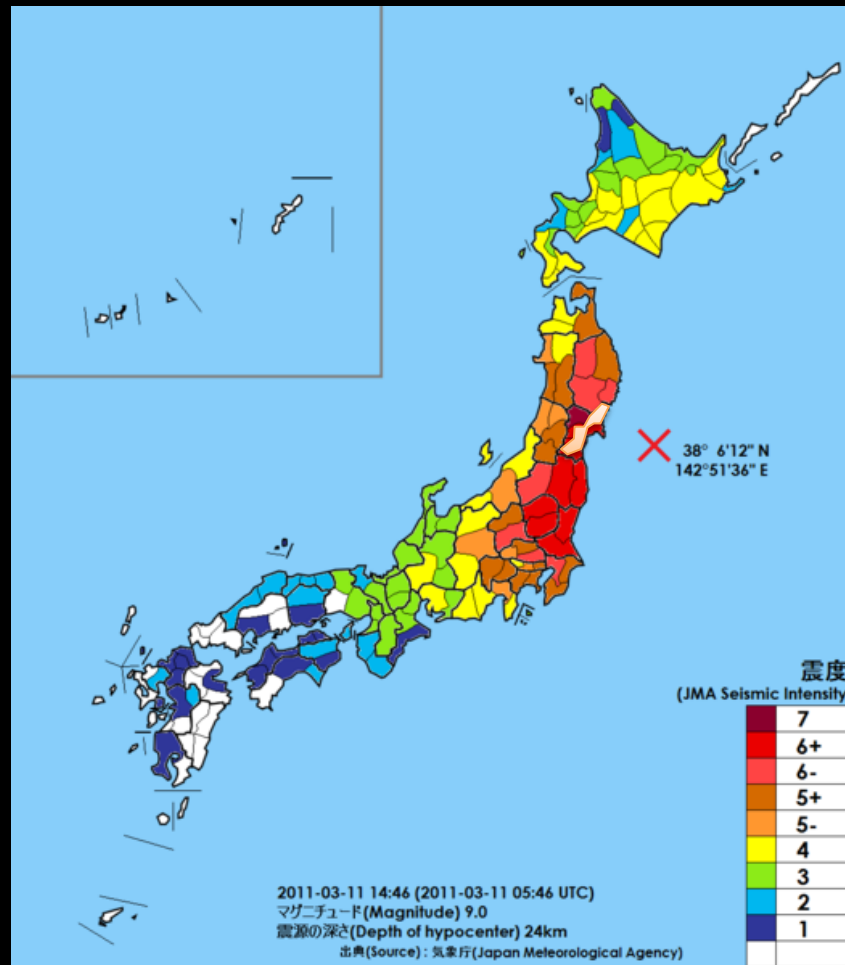 38° 6'12" N
142°51'36" E
震度
(JMA Seismic Intensity
7
6+
6-
5+
5-
4
3
2
1
2011-03-11 14:46 (2011-03-11 05:46 UTC)
マグニチュード(Magnitude) 9.0
震源の深さ(Depth of hypocenter) 24km
出典(Source) : 気象庁(Japan Meteorological Agency)